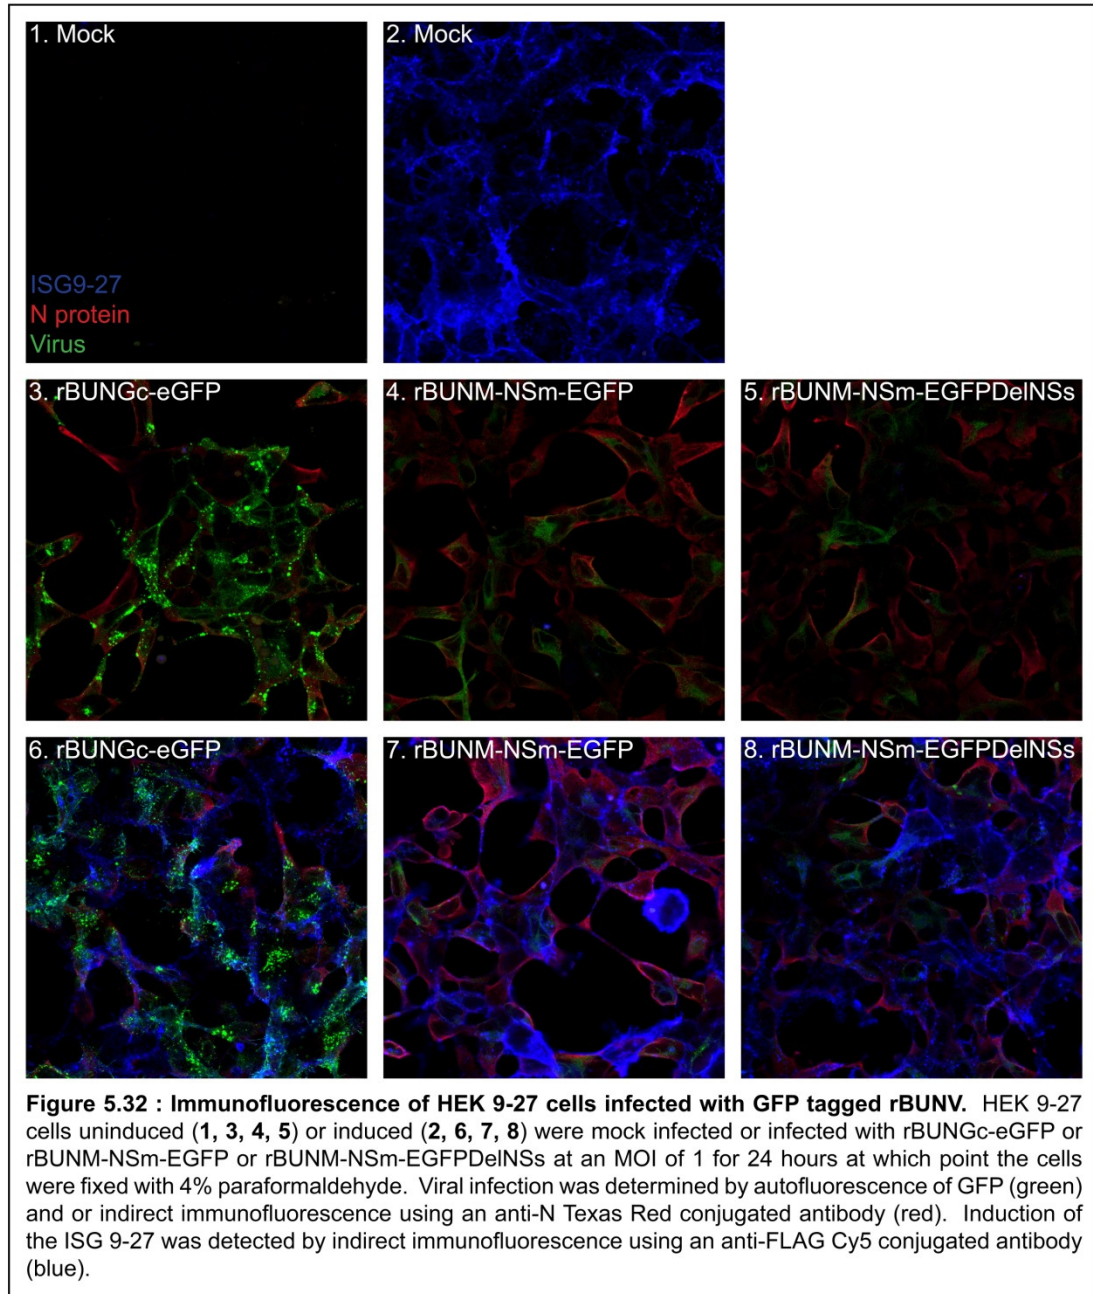 1. Mock
2. Mock
ISG9-27
N protein
Virus
3. rBUNGc-eGFP
4. rBUNM-NSm-EGFP
5. rBUNM-NSm-EGFPDelNSs
6. rBUNGc-eGFP
7. rBUNM-NSm-EGFP
8. rBUNM-NSm-EGFPDelNSs
Figure 5.32 : Immunofluorescence of HEK 9-27 cells infected with GFP tagged rBUNV. HEK 9-27
cells uninduced (1, 3, 4, 5) or induced (2, 6, 7, 8) were mock infected or infected with rBUNGc-eGFP or
rBUNM-NSm-EGFP or rBUNM-NSm-EGFPDelNSs at an MOI of 1 for 24 hours at which point the cells
were fixed with 4% paraformaldehyde. Viral infection was determined by autofluorescence of GFP (green)
and or indirect immunofluorescence using an anti-N Texas Red conjugated antibody (red). Induction of
the ISG 9-27 was detected by indirect immunofluorescence using an anti-FLAG Cy5 conjugated antibody
(blue).